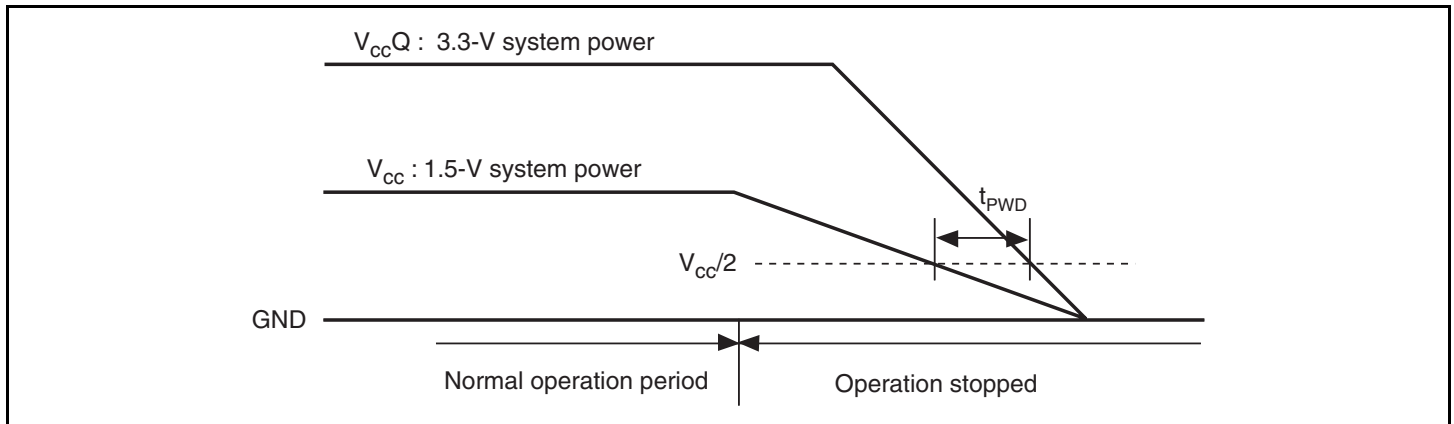 VccQ : 3.3-V system power
Vcc : 1.5-V system power
tPWD
Vcc/2
GND
Normal operation period
Operation stopped